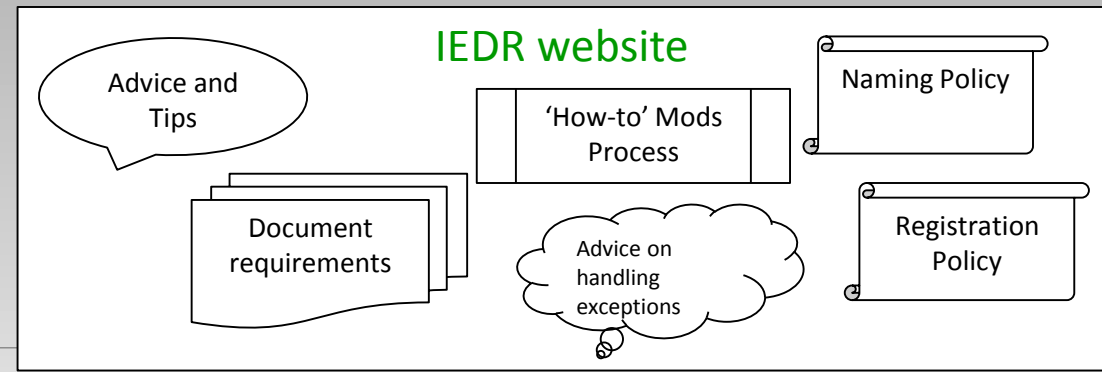 IEDR website
Advice and
Tips
‘How-to’ Mods
Process
Naming Policy
Document
requirements
Advice on
handling
exceptions
Registration
Policy